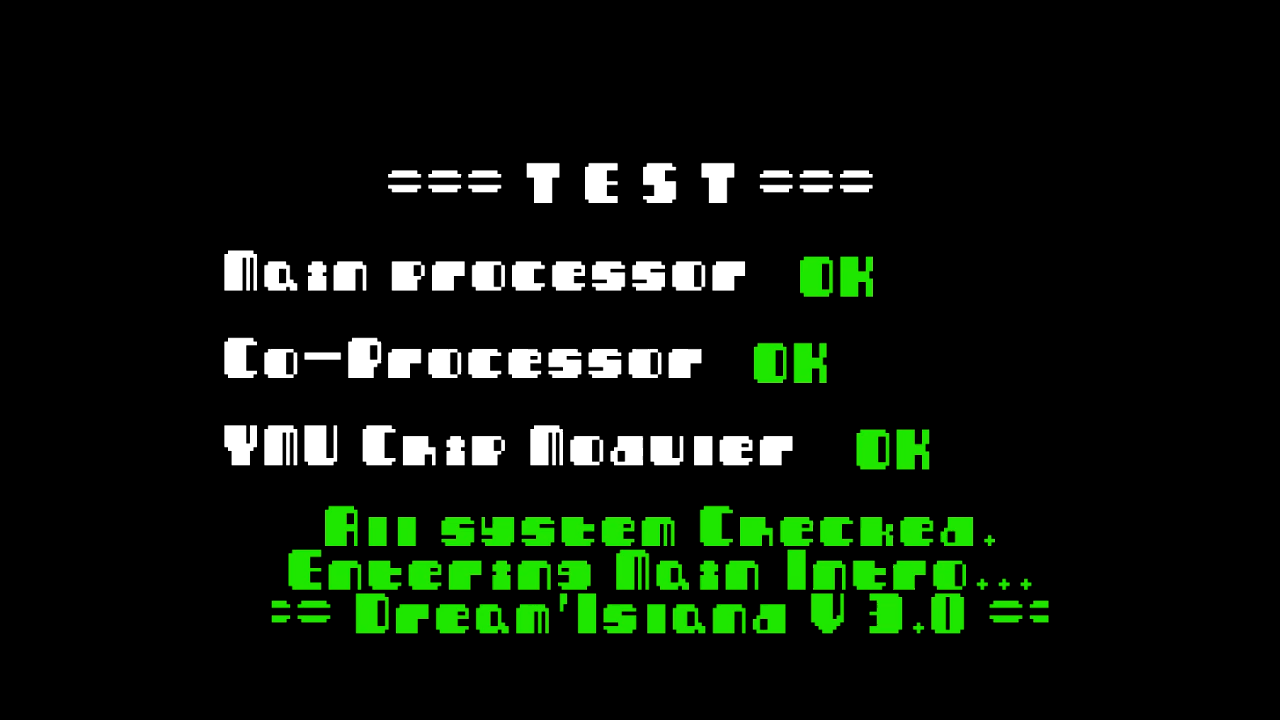 === T E S T ===
Main processor OK
Co-Processor OK
YMU Chip Moduler OK
All system Checked.
Entering Main Intro...
== Dream'Island V 3.0 ==